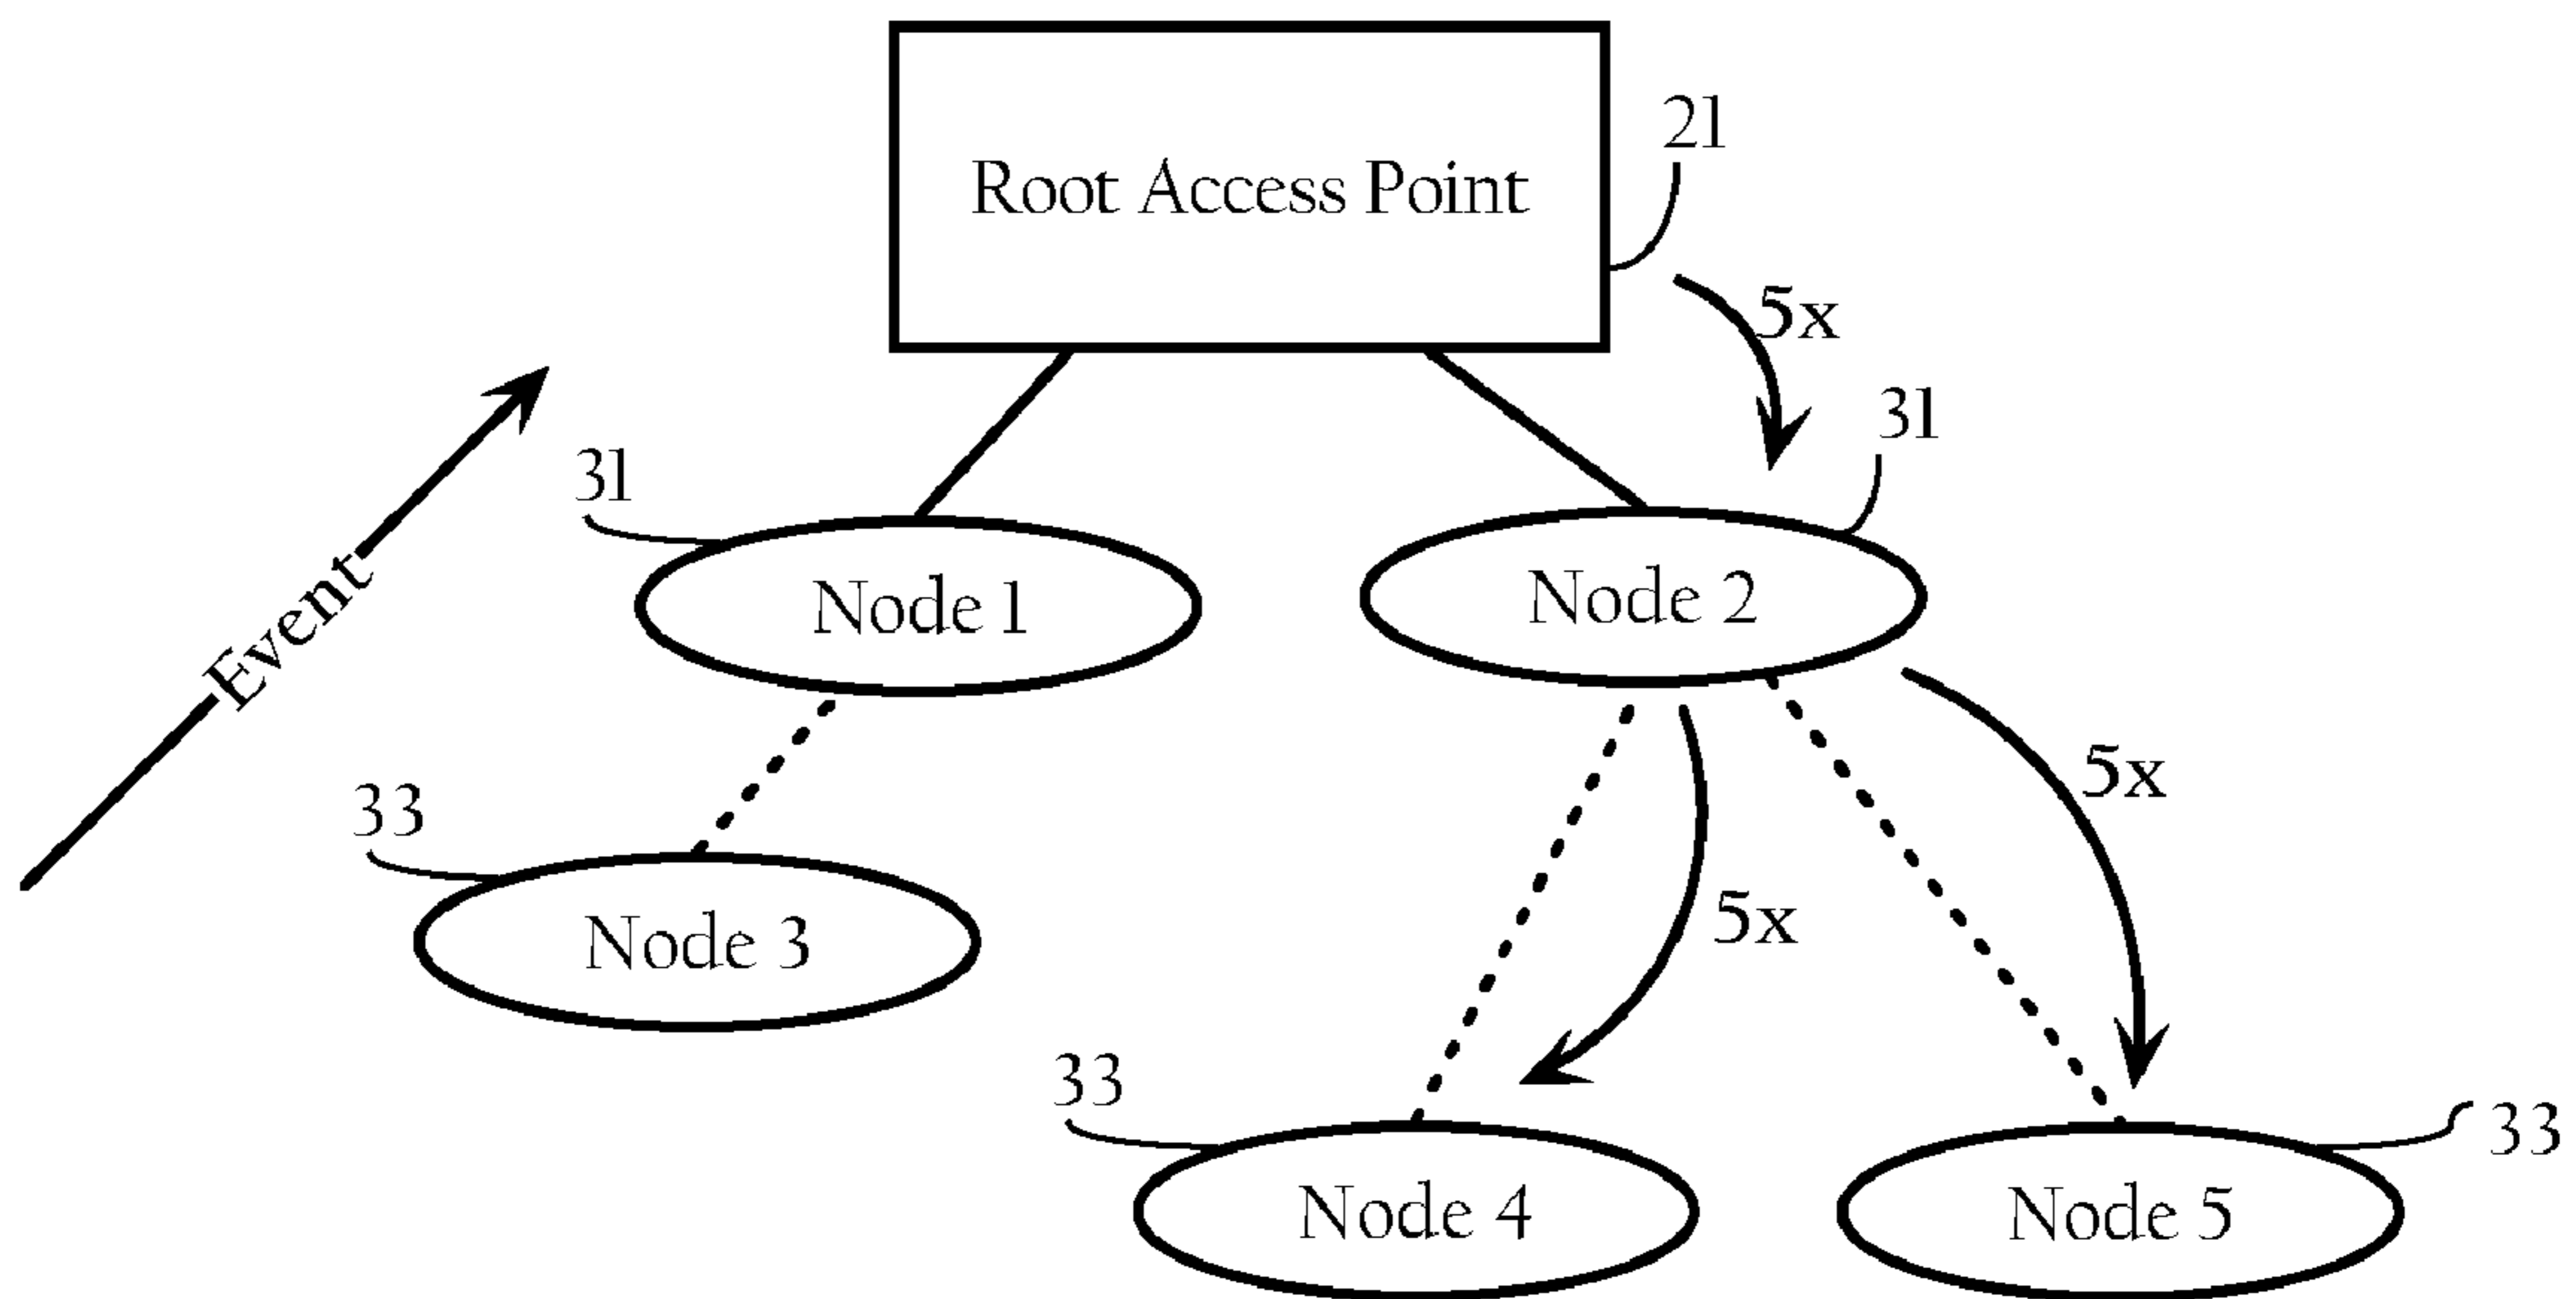 21
Root Access Point
5x
31
31
Node 1
Node 2
Event
5x
33
5x
Node 3
33
33
Node 4
Node 5